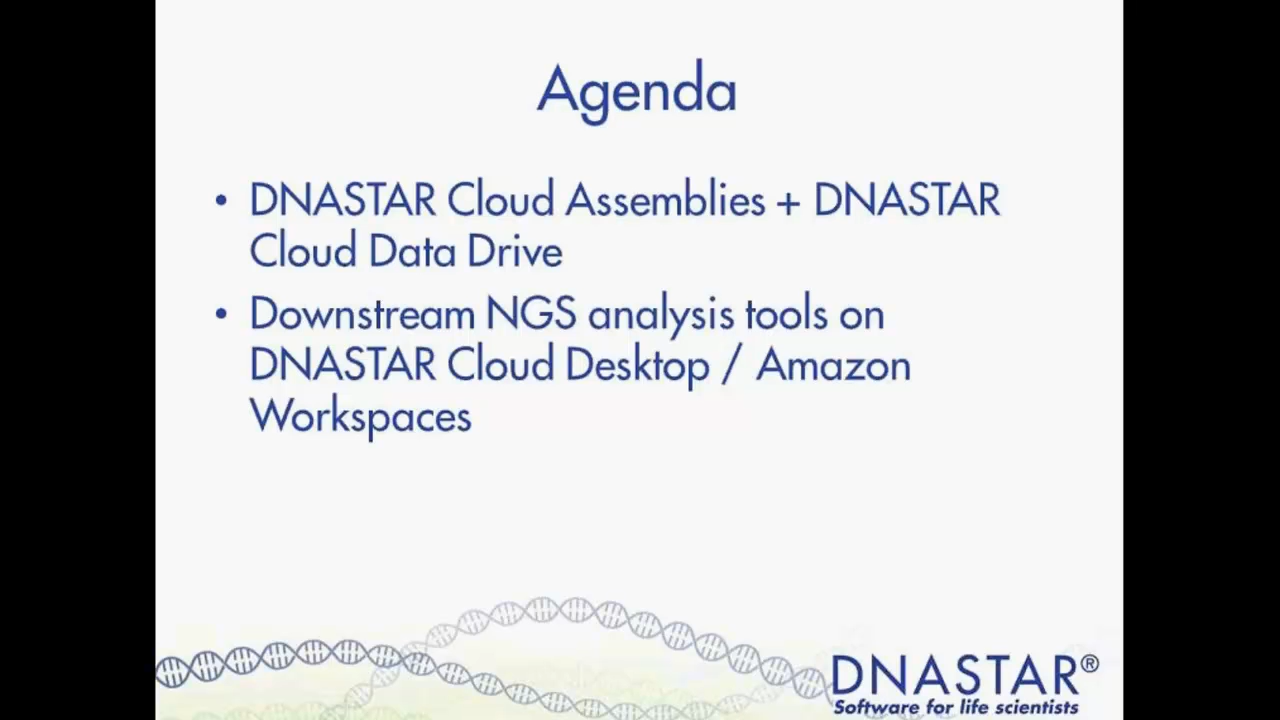 Agenda
• DNASTAR Cloud Assemblies + DNASTAR
Cloud Data Drive
• Downstream NGS analysis tools on
DNASTAR Cloud Desktop / Amazon
Workspaces
DNASTAR®
Software for life scientists